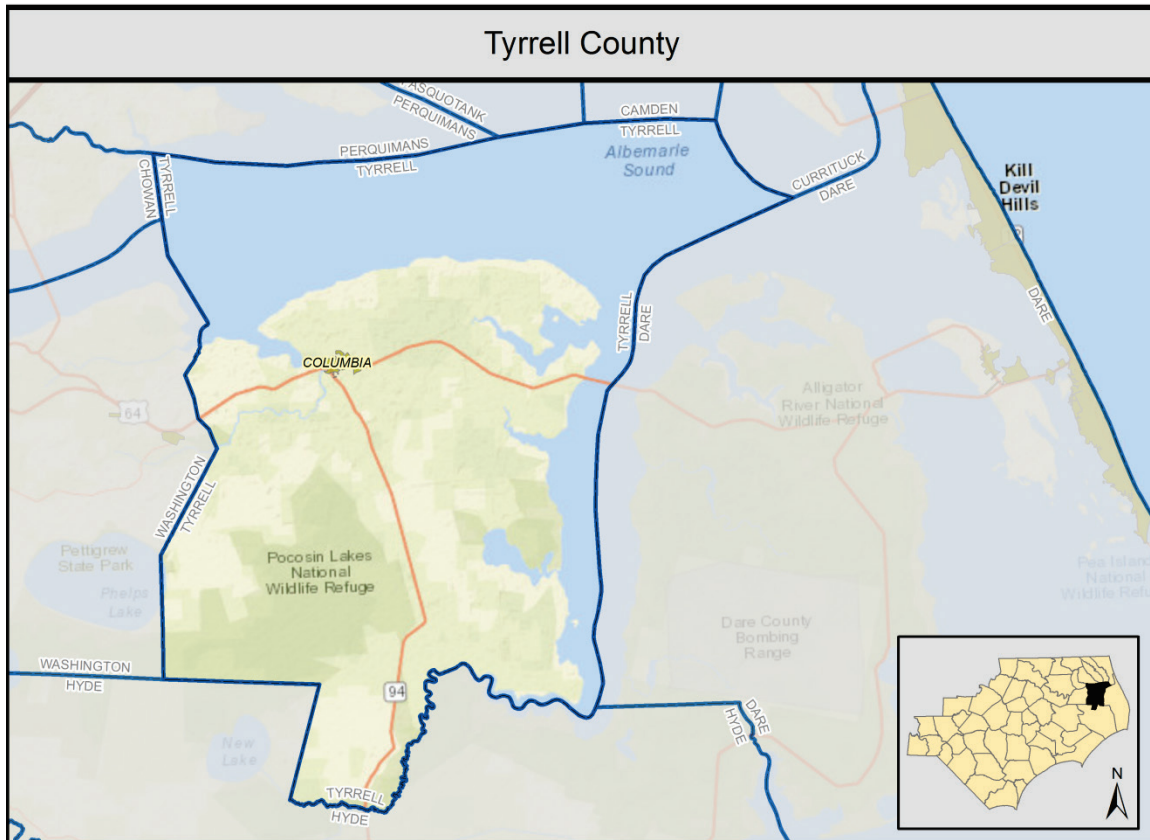 Tyrrell County
PASQUOTANK
PERQUIMANS
CAMDEN
TYRRELL
PERQUIMANS
TYRRELL
Albemarle
Sound
TYRRELL
CHOWAN
CURRITUCK
DARE
Kill
Devil
Hills
DARE
TYRRELL
DARE
COLUMBIA
64
Alligator
River National
Wildlife Refuge
WASHINGTON
TYRRELL
Pettigrew
State Park
Phelps
Lake
Pocosin Lakes
National
Wildlife Refuge
Pea Island
National
Wildlife Refu
Dare County
Bombing
Range
WASHINGTON
HYDE
94
DARE
HYDE
New
Lake
TYRRELL
HYDE
N